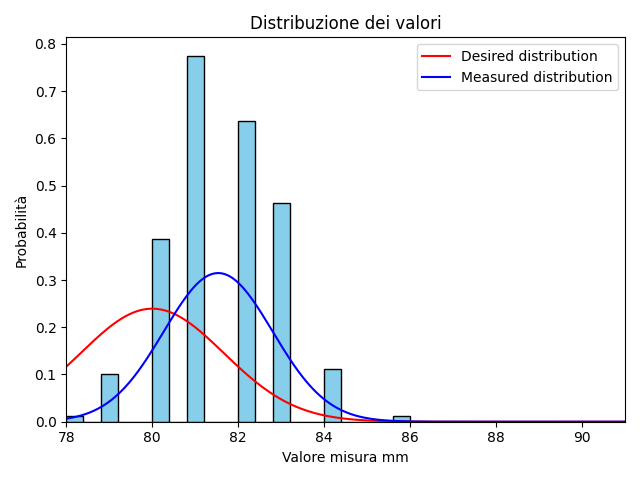 Distribuzione dei valori
Desired distribution
Measured distribution
Probabilità
0.8
0.7
0.6
0.5
0.4
0.3
0.2
0.1
0.0
78 80 82 84 86 88 90
Valore misura mm